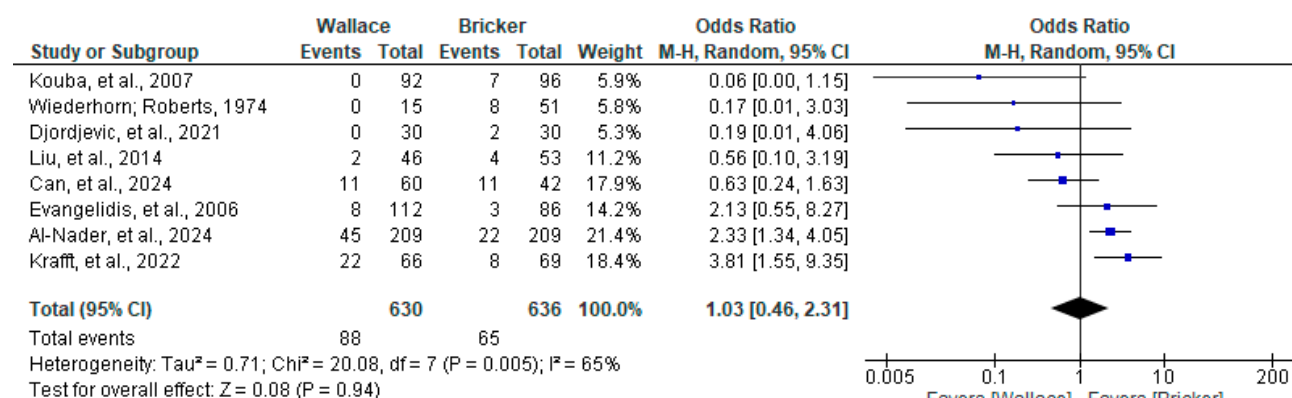 Wallace Bricker Odds Ratio Odds Ratio
Study or Subgroup Events Total Events Total Weight M-H, Random, 95% CI M-H, Random, 95% CI
Kouba, et al., 2007 0 92 7 96 5.9% 0.06 [0.00, 1.15]
Wiederhorn; Roberts, 1974 0 15 8 51 5.8% 0.17 [0.01, 3.03]
Djordjevic, et al., 2021 0 30 2 30 5.3% 0.19 [0.01, 4.06]
Liu, et al., 2014 2 46 4 53 11.2% 0.56 [0.10, 3.19]
Can, et al., 2024 11 60 11 42 17.9% 0.63 [0.24, 1.63]
Evangelidis, et al., 2006 8 112 3 86 14.2% 2.13 [0.55, 8.27]
Al-Nader, et al., 2024 45 209 22 209 21.4% 2.33 [1.34, 4.05]
Krafft, et al., 2022 22 66 8 69 18.4% 3.81 [1.55, 9.35]
Total (95% CI) 630 636 100.0% 1.03 [0.46, 2.31]
Total events 88 65
Heterogeneity: Tau² = 0.71; Chi² = 20.08, df = 7 (P = 0.005); I² = 65%
Test for overall effect: Z = 0.08 (P = 0.94)
0.005 0.1 1 10 200
Favors [Wallace] Favors [Bricker]